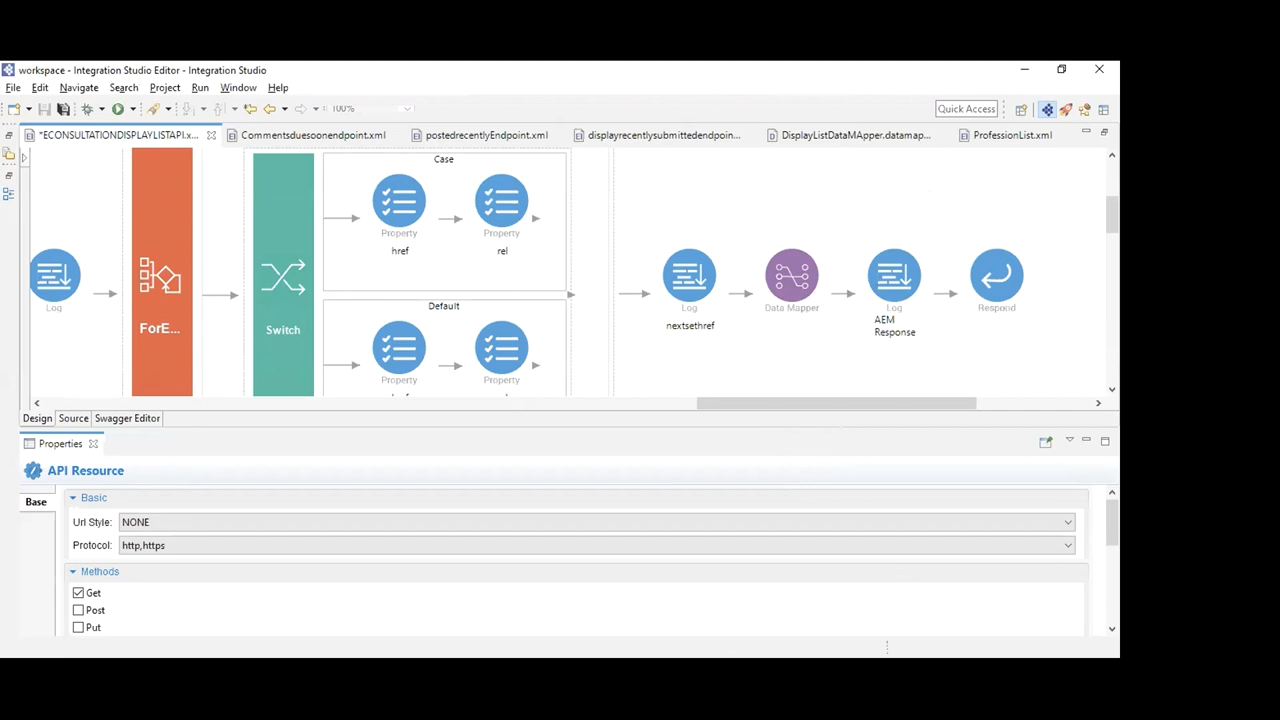 workspace - Integration Studio Editor - Integration Studio
File Edit Navigate Search Project Run Window Help
100%
Quick Access
*ECONSULTATIONDISPLAYLISTAPI.x... Commentsduesoonendpoint.xml postedrecentlyEndpoint.xml displayrecentlysubmittedendpoin... DisplayListDataMApper.datamap... ProfessionList.xml
Case
Property Property
href rel
Log Log Data Mapper Log Respond
nextsethref AEM
Response
ForE... Switch
Default
Property Property
Design Source Swagger Editor
Properties
API Resource
Base
Basic
Url Style: NONE
Protocol: http,https
Methods
Get
Post
Put